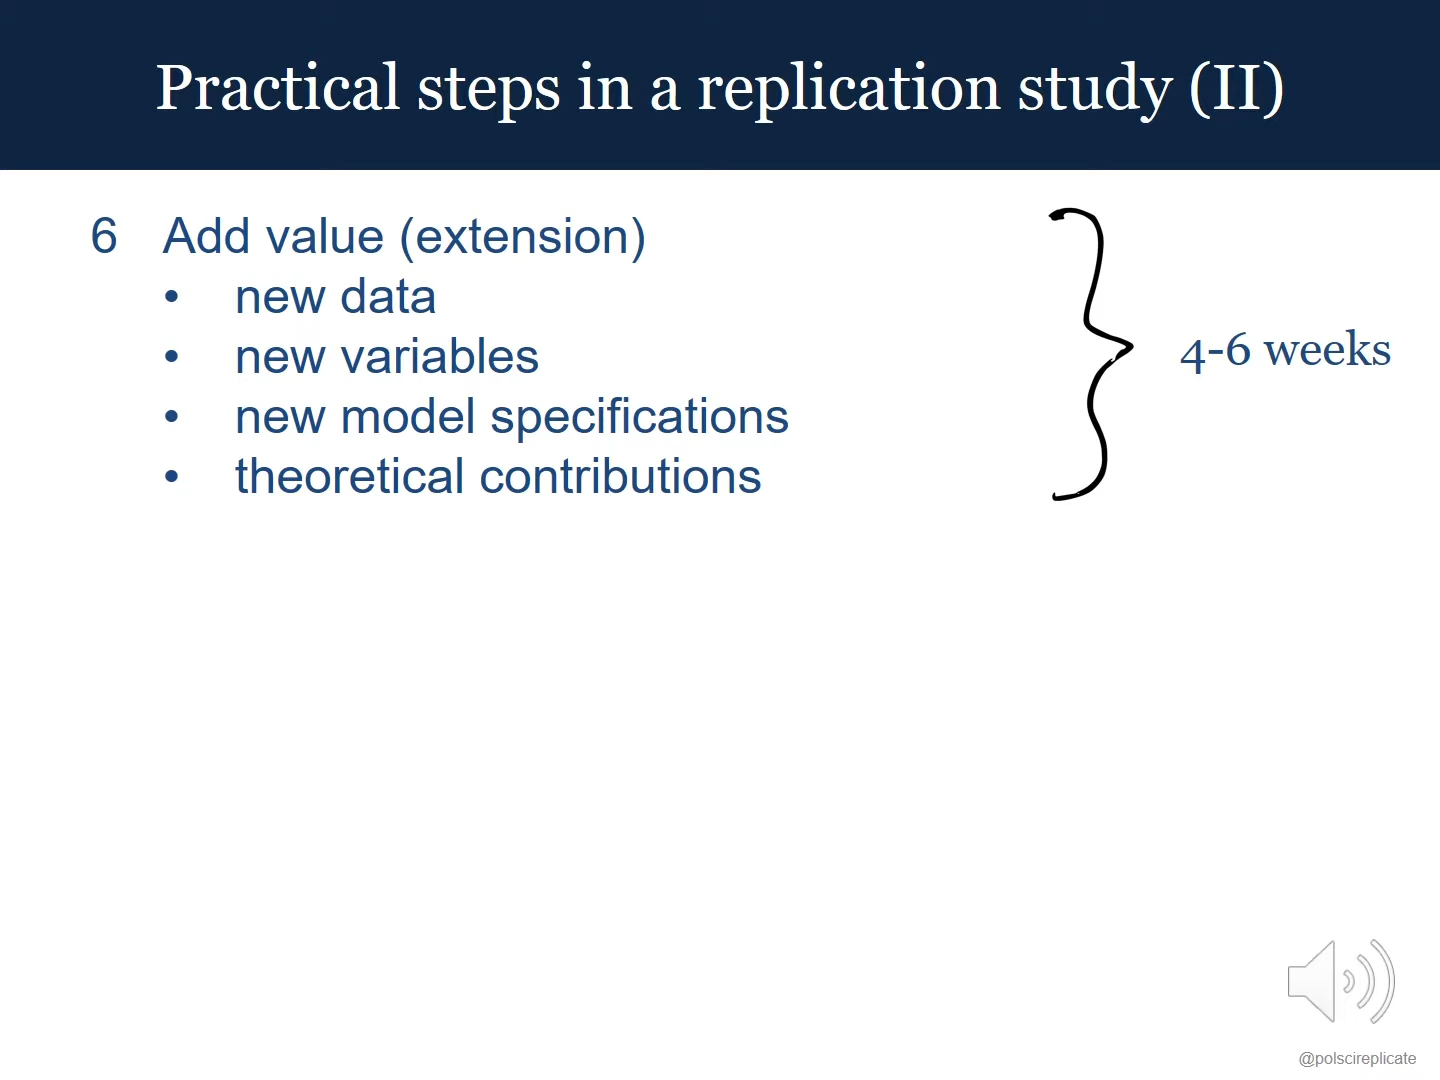 Practical steps in a replication study (II)
6 Add value (extension)
• new data
• new variables
• new model specifications
• theoretical contributions
4-6 weeks
@polscireplicate